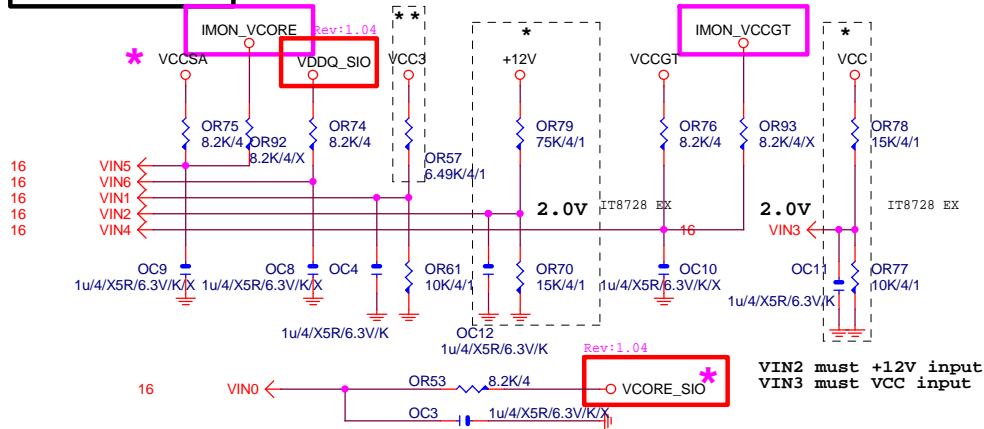 IMON_VCORE
Rev:1.04
* *
IMON_VCCGT
*
VCCSA
VDDQ_SIO
VCC3
*
+12V
VCCGT
*
VCC
OR75
8.2K/4
OR92
8.2K/4/X
OR74
8.2K/4
OR57
6.49K/4/1
OR79
75K/4/1
OR76
8.2K/4
OR93
8.2K/4/X
OR78
15K/4/1
16 VIN5
16 VIN6
16 VIN1
16 VIN2
16 VIN4
2.0V
IT8728 EX
16
2.0V
VIN3
IT8728 EX
OC9
1u/4/X5R/6.3V/K/X
OC8
1u/4/X5R/6.3V/K/X
OC4
1u/4/X5R/6.3V/K
OR61
10K/4/1
OC12
1u/4/X5R/6.3V/K
OR70
15K/4/1
OC10
1u/4/X5R/6.3V/K/X
OC11
1u/4/X5R/6.3V/K
OR77
10K/4/1
Rev:1.04
16 VIN0
OR53 8.2K/4
VCORE_SIO
*
OC3 1u/4/X5R/6.3V/K/X
VIN2 must +12V input
VIN3 must VCC input